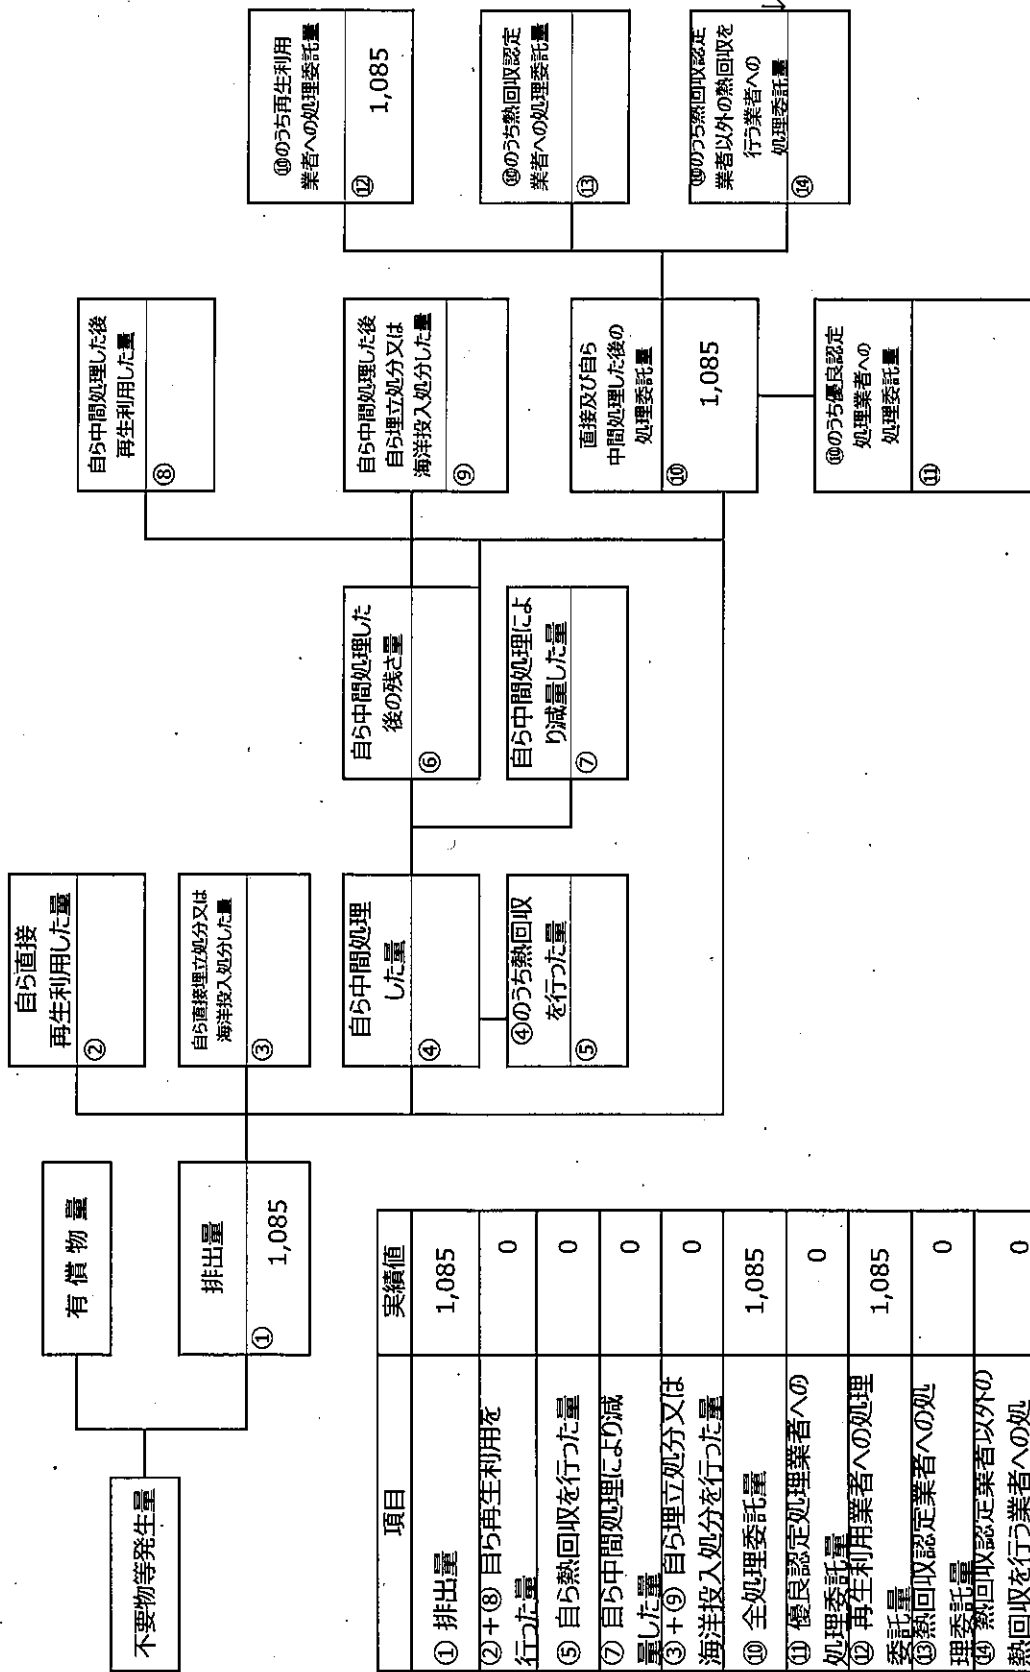 不要物等発生量
有 償 物 量
排出量
①
1,085
自ら直接
再生利用した量
②
自ら直接埋立処分又は
海洋投入処分した量
③
自ら中間処理
した量
④
④のうち熱回収
を行った量
⑤
自ら中間処理した
後の残さ量
⑥
自ら中間処理によ
り減量した量
⑦
自ら中間処理した後
再生利用した量
⑧
自ら中間処理した後
自ら埋立処分又は
海洋投入処分した量
⑨
直接及び自ら
中間処理した後の
処理委託量
⑩
1,085
⑩のうち優良認定
処理業者への
処理委託量
⑪
⑩のうち再生利用
業者への処理委託量
⑫
1,085
⑩のうち熱回収認定
業者への処理委託量
⑬
⑩のうち熱回収認定
業者以外の熱回収を
行う業者への
処理委託量
⑭
項目 実績値
① 排出量 1,085
②+⑧ 自ら再生利用を
行った量 0
⑤ 自ら熱回収を行った量 0
⑦ 自ら中間処理により減
量した量 0
③+⑨ 自ら埋立処分又は
海洋投入処分を行った量 0
⑩ 全処理委託量 1,085
⑪ 優良認定処理業者への
処理委託量 0
⑫ 再生利用業者への処理
委託量 1,085
⑬熱回収認定業者への処
理委託量 0
⑭ 熱回収認定業者以外の
熱回収を行う業者への処 0